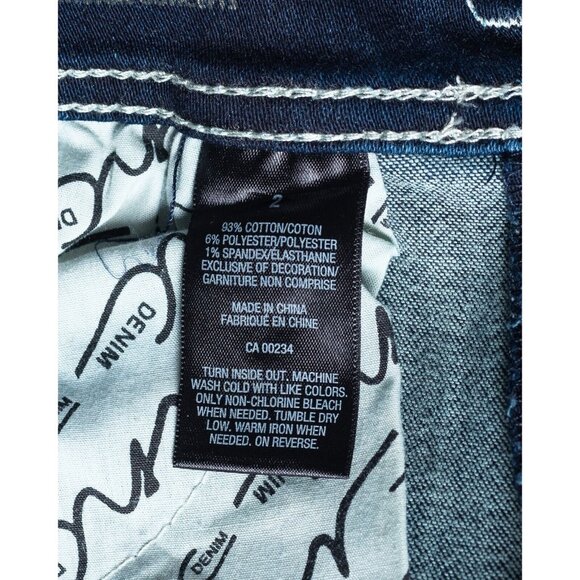 2
93% COTTON/COTON
6% POLYESTER/POLYESTER
1% SPANDEX/ÉLASTHANNE
EXCLUSIVE OF DECORATION/
GARNITURE NON COMPRISE
MADE IN CHINA
FABRIQUÉ EN CHINE
CA 00234
TURN INSIDE OUT. MACHINE
WASH COLD WITH LIKE COLORS.
ONLY NON-CHLORINE BLEACH
WHEN NEEDED. TUMBLE DRY
LOW. WARM IRON WHEN
NEEDED. ON REVERSE.
DENIM
DENIM
DENIM